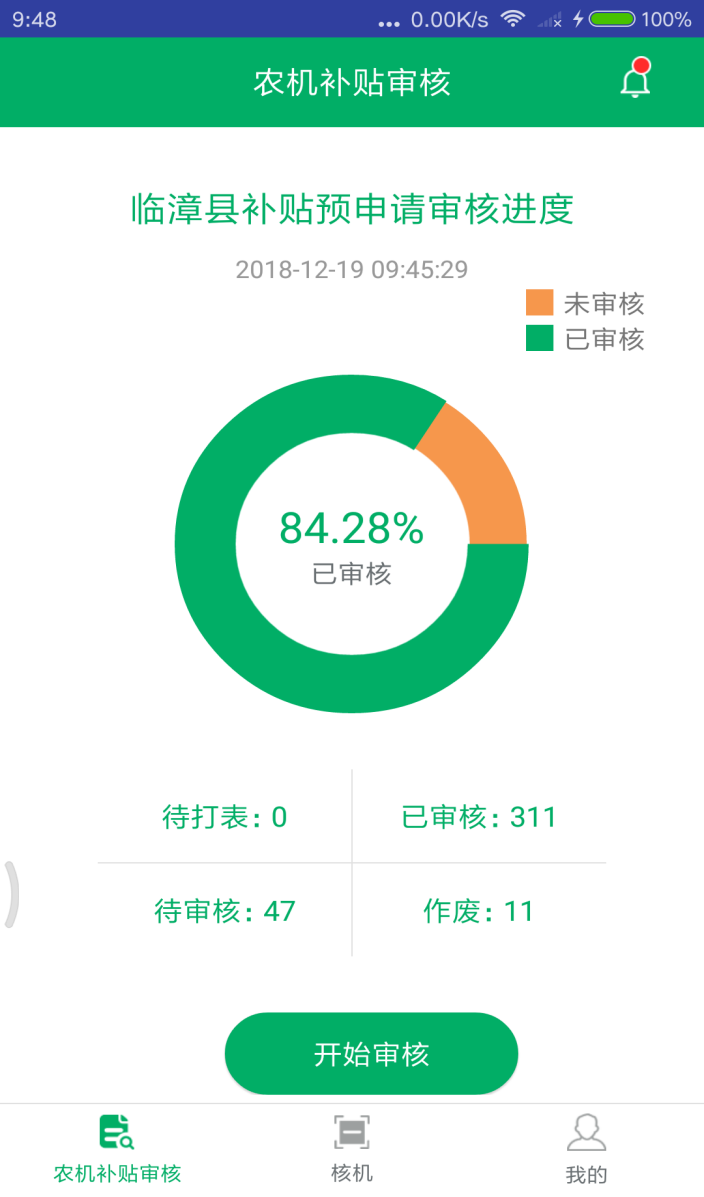 9:48 ... 0.00K/s 100%
农机补贴审核
临漳县补贴预申请审核进度
2018-12-19 09:45:29
未审核
已审核
84.28%
已审核
待打表: 0 已审核: 311
待审核: 47 作废: 11
开始审核
农机补贴审核 核机 我的